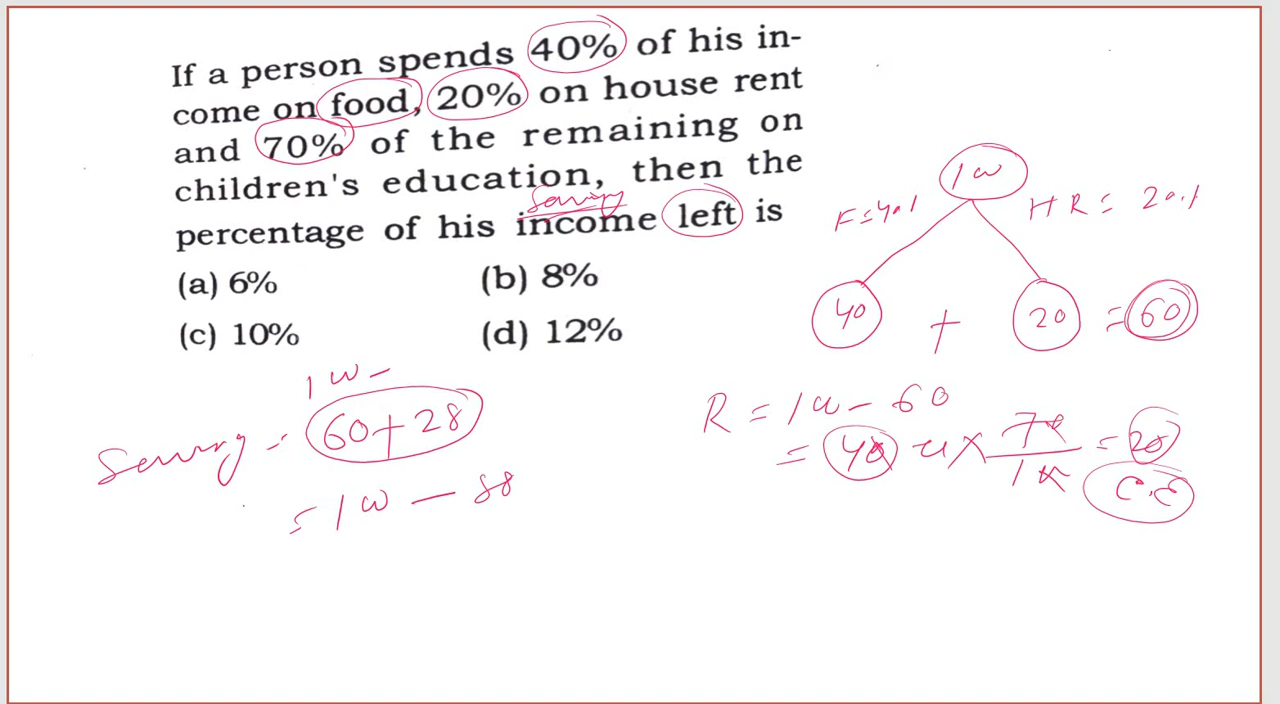 If a person spends 40% of his in-
come on food, 20% on house rent
and 70% of the remaining on
children's education, then the
saving
percentage of his income left is
(a) 6% (b) 8%
(c) 10% (d) 12%
100
F=40% HR= 20%
40 + 20 = 60
R = 100 - 60
= 40 × 70/100 = 28
C.E
100 -
Saving = 60+28
= 100 - 88